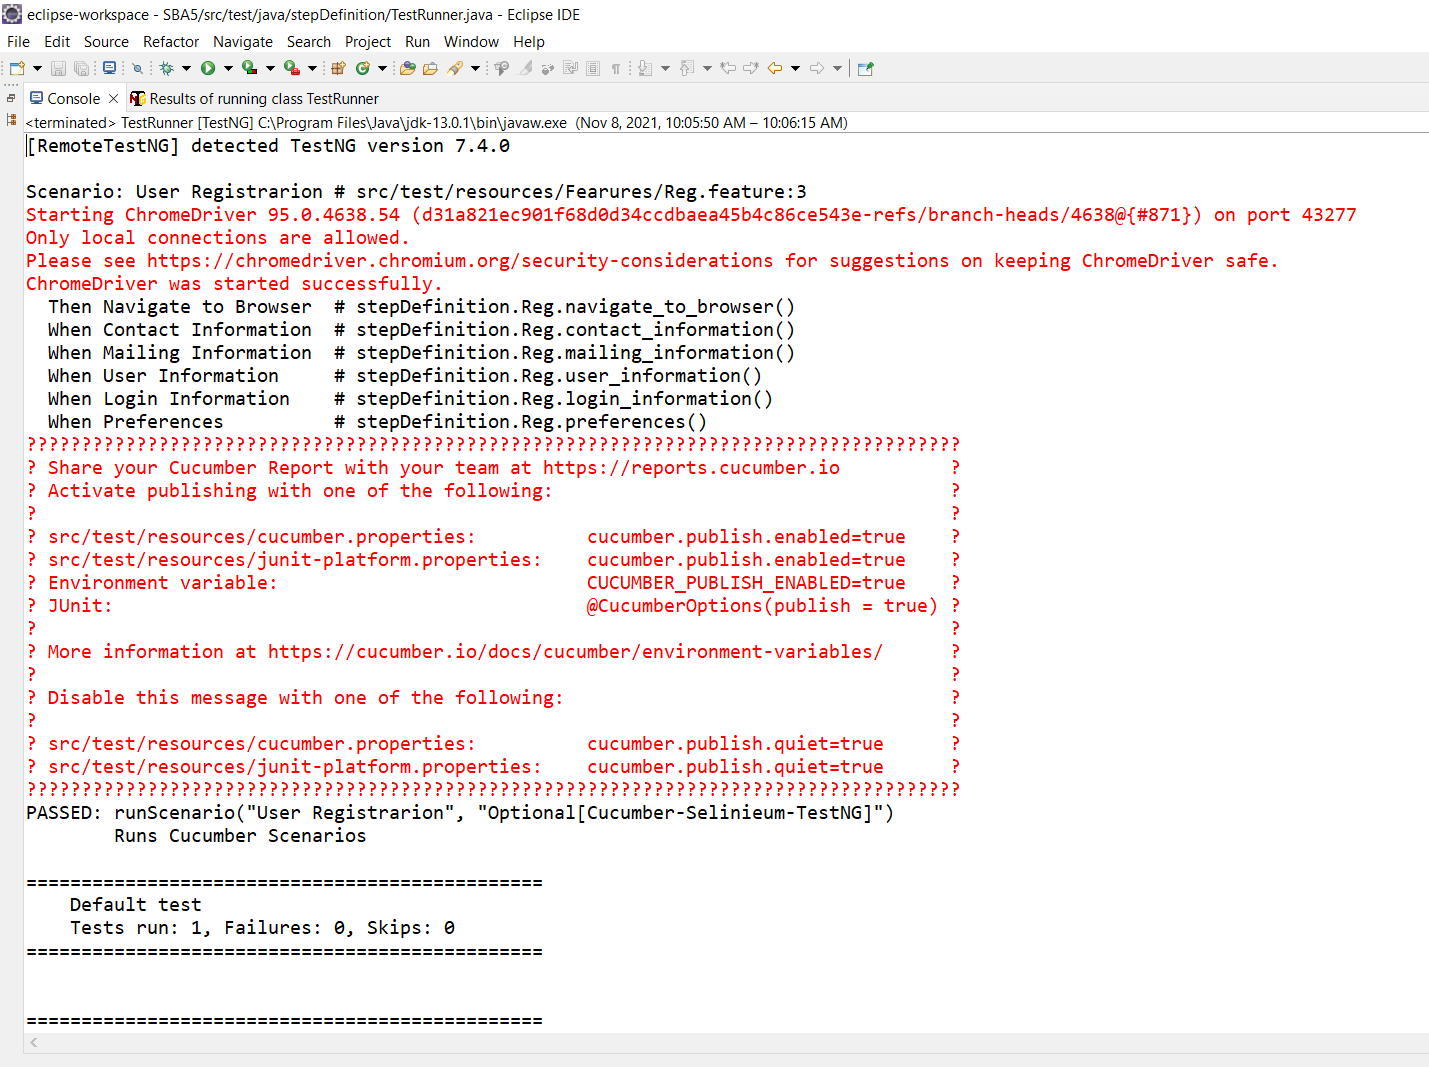 eclipse-workspace - SBA5/src/test/java/stepDefinition/TestRunner.java - Eclipse IDE
File Edit Source Refactor Navigate Search Project Run Window Help
Console Results of running class TestRunner
<terminated> TestRunner [TestNG] C:\Program Files\Java\jdk-13.0.1\bin\javaw.exe (Nov 8, 2021, 10:05:50 AM – 10:06:15 AM)
[RemoteTestNG] detected TestNG version 7.4.0
Scenario: User Registrarion # src/test/resources/Fearures/Reg.feature:3
Starting ChromeDriver 95.0.4638.54 (d31a821ec901f68d0d34ccdbaea45b4c86ce543e-refs/branch-heads/4638@{#871}) on port 43277
Only local connections are allowed.
Please see https://chromedriver.chromium.org/security-considerations for suggestions on keeping ChromeDriver safe.
ChromeDriver was started successfully.
Then Navigate to Browser # stepDefinition.Reg.navigate_to_browser()
When Contact Information # stepDefinition.Reg.contact_information()
When Mailing Information # stepDefinition.Reg.mailing_information()
When User Information # stepDefinition.Reg.user_information()
When Login Information # stepDefinition.Reg.login_information()
When Preferences # stepDefinition.Reg.preferences()
?????????????????????????????????????????????????????????????????????????????????????
? Share your Cucumber Report with your team at https://reports.cucumber.io ?
? Activate publishing with one of the following: ?
? ?
? src/test/resources/cucumber.properties: cucumber.publish.enabled=true ?
? src/test/resources/junit-platform.properties: cucumber.publish.enabled=true ?
? Environment variable: CUCUMBER_PUBLISH_ENABLED=true ?
? JUnit: @CucumberOptions(publish = true) ?
? ?
? More information at https://cucumber.io/docs/cucumber/environment-variables/ ?
? ?
? Disable this message with one of the following: ?
? ?
? src/test/resources/cucumber.properties: cucumber.publish.quiet=true ?
? src/test/resources/junit-platform.properties: cucumber.publish.quiet=true ?
?????????????????????????????????????????????????????????????????????????????????????
PASSED: runScenario("User Registrarion", "Optional[Cucumber-Selinieum-TestNG]")
Runs Cucumber Scenarios
===============================================
Default test
Tests run: 1, Failures: 0, Skips: 0
===============================================
===============================================